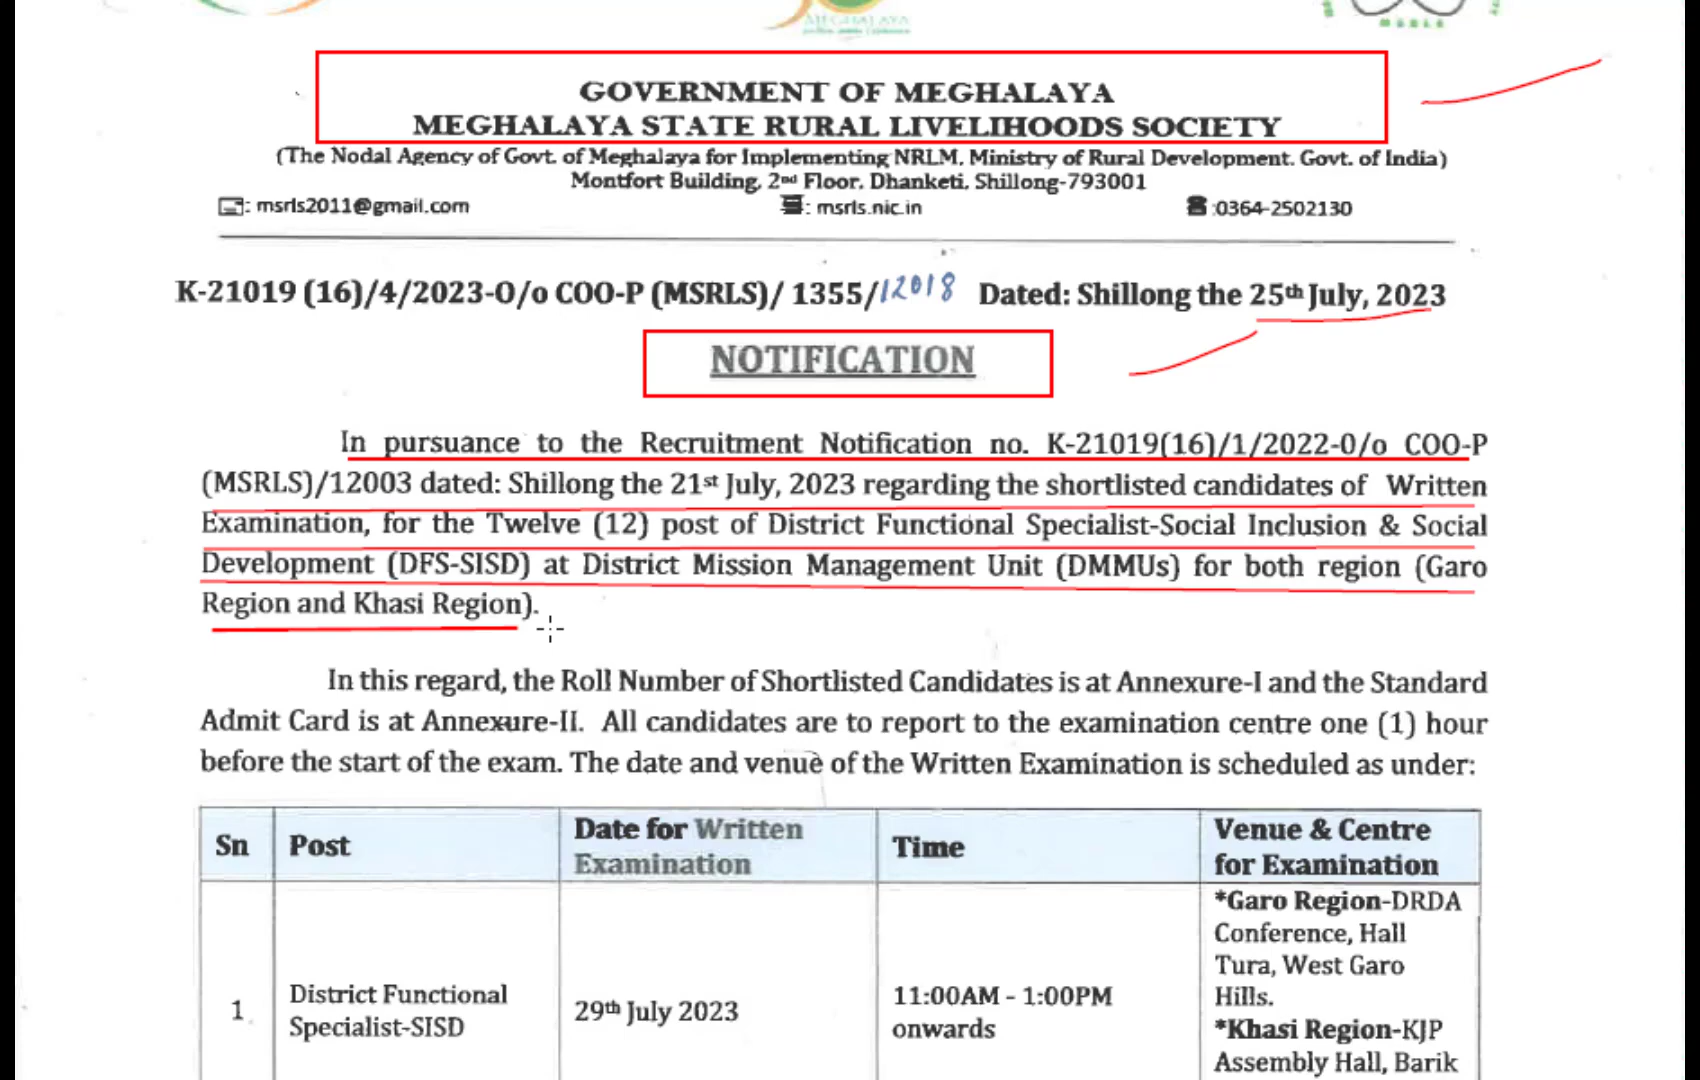 MEGHALAYA
GOVERNMENT OF MEGHALAYA
MEGHALAYA STATE RURAL LIVELIHOODS SOCIETY
(The Nodal Agency of Govt. of Meghalaya for Implementing NRLM, Ministry of Rural Development. Govt. of India)
Montfort Building, 2nd Floor, Dhanketi, Shillong-793001
: msrls2011@gmail.com : msrls.nic.in :0364-2502130
K-21019 (16)/4/2023-O/o COO-P (MSRLS)/ 1355/12018 Dated: Shillong the 25th July, 2023
NOTIFICATION
In pursuance to the Recruitment Notification no. K-21019(16)/1/2022-0/o COO-P
(MSRLS)/12003 dated: Shillong the 21st July, 2023 regarding the shortlisted candidates of Written
Examination, for the Twelve (12) post of District Functional Specialist-Social Inclusion & Social
Development (DFS-SISD) at District Mission Management Unit (DMMUs) for both region (Garo
Region and Khasi Region).
In this regard, the Roll Number of Shortlisted Candidates is at Annexure-I and the Standard
Admit Card is at Annexure-II. All candidates are to report to the examination centre one (1) hour
before the start of the exam. The date and venue of the Written Examination is scheduled as under:
Sn Post Date for Written Examination Time Venue & Centre for Examination
1 District Functional Specialist-SISD 29th July 2023 11:00AM - 1:00PM onwards *Garo Region-DRDA
Conference, Hall
Tura, West Garo
Hills.
*Khasi Region-KJP
Assembly Hall, Barik